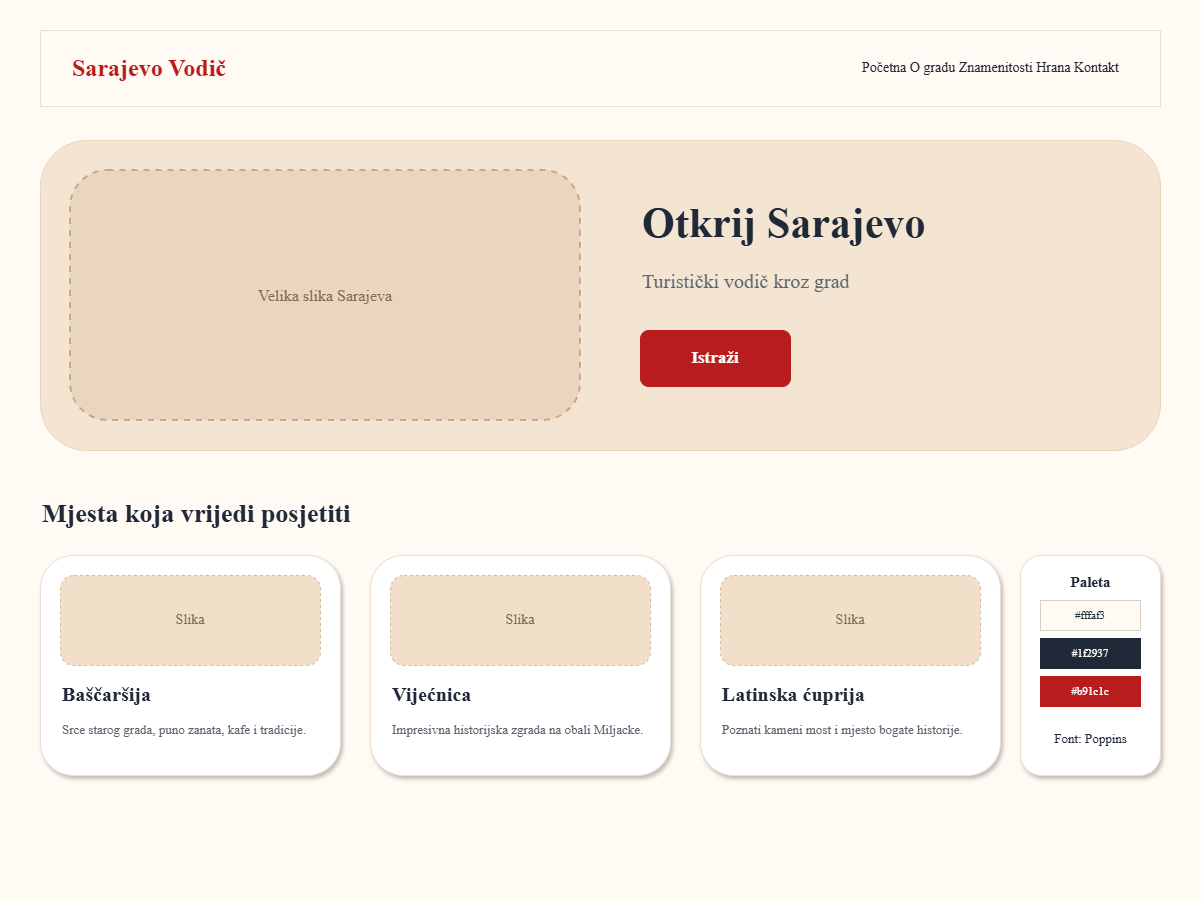 Sarajevo Vodič
Početna O gradu Znamenitosti Hrana Kontakt
Velika slika Sarajeva
Otkrij Sarajevo
Turistički vodič kroz grad
Istraži
Mjesta koja vrijedi posjetiti
Slika
Baščaršija
Srce starog grada, puno zanata, kafe i tradicije.
Slika
Vijećnica
Impresivna historijska zgrada na obali Miljacke.
Slika
Latinska ćuprija
Poznati kameni most i mjesto bogate historije.
Paleta
#fffaf3
#1f2937
#b91c1c
Font: Poppins